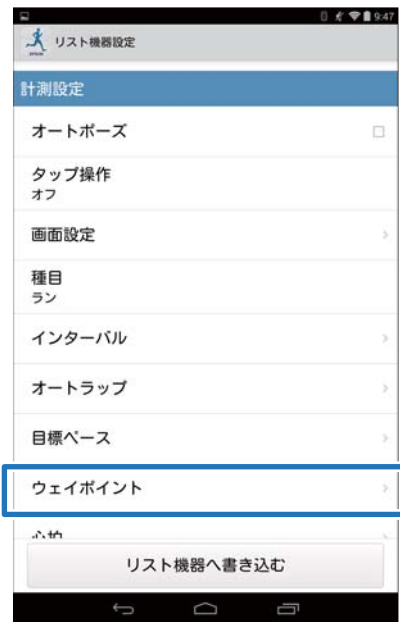 9:47
リスト機器設定
計測設定
オートポーズ
タップ操作
オフ
画面設定
種目
ラン
インターバル
オートラップ
目標ペース
ウェイポイント
心拍
リスト機器へ書き込む